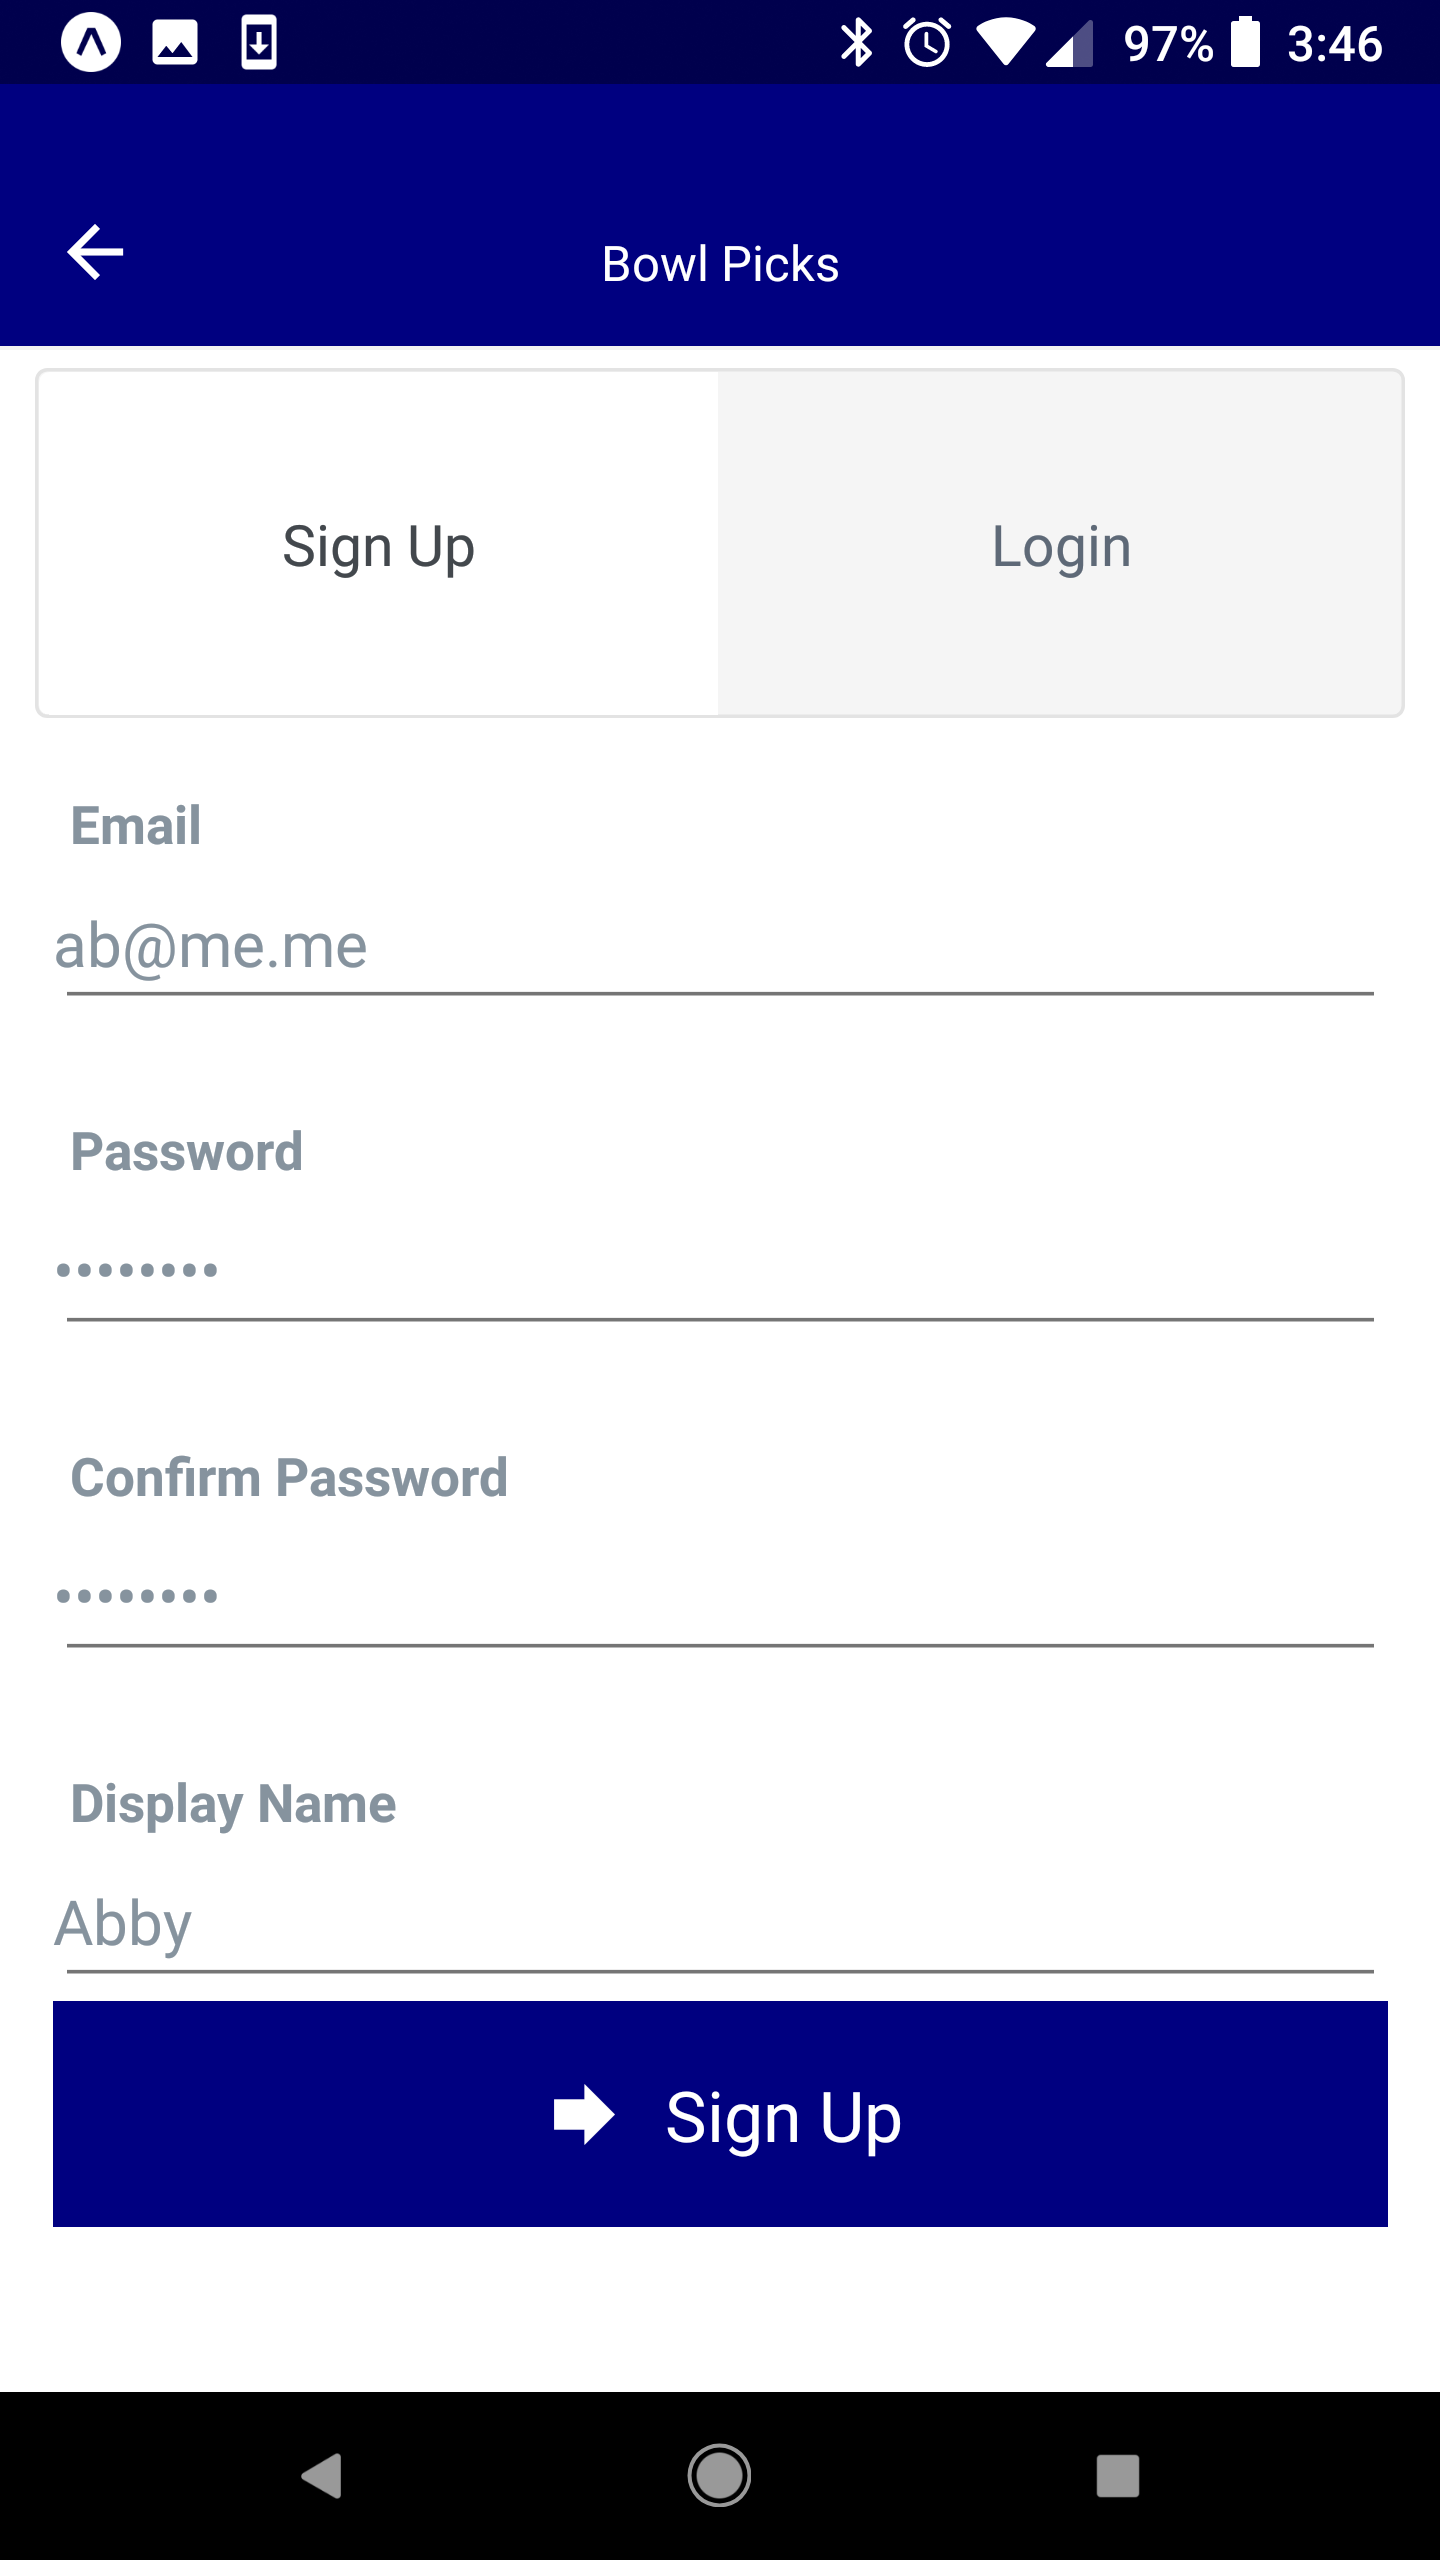 97% 3:46
Bowl Picks
Sign Up Login
Email
ab@me.me
Password
••••••••
Confirm Password
••••••••
Display Name
Abby
Sign Up